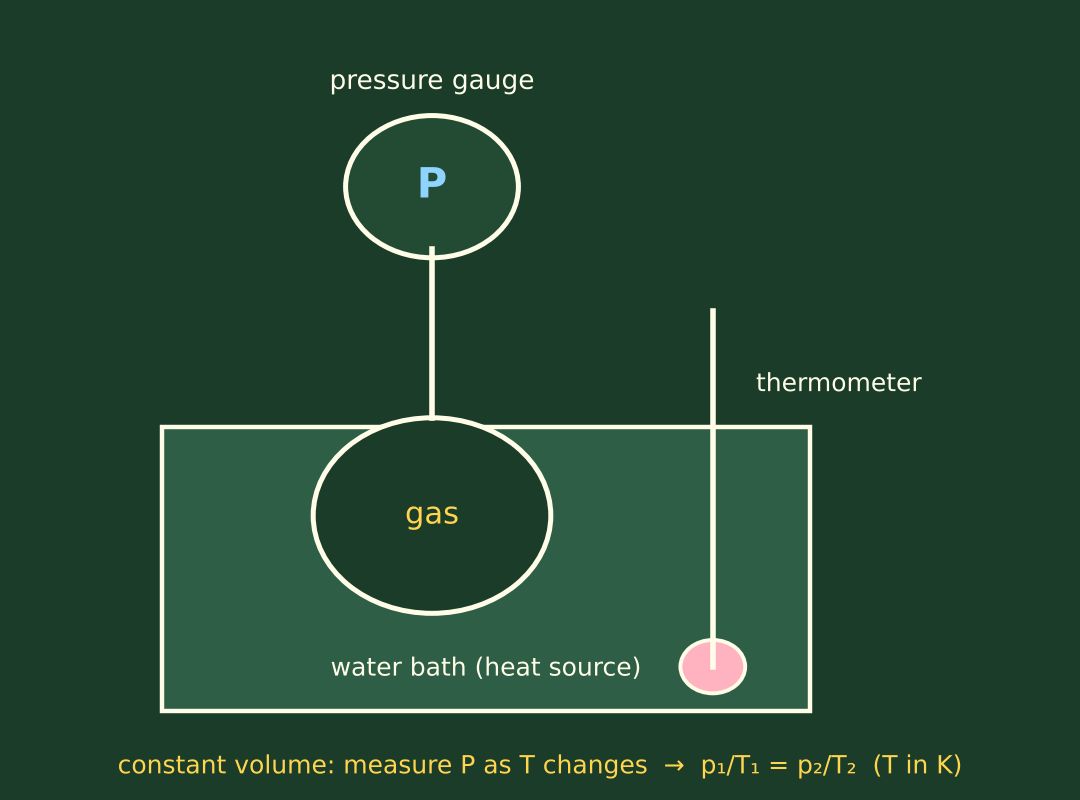 pressure gauge
P
thermometer
gas
water bath (heat source)
constant volume: measure P as T changes → p₁/T₁ = p₂/T₂ (T in K)